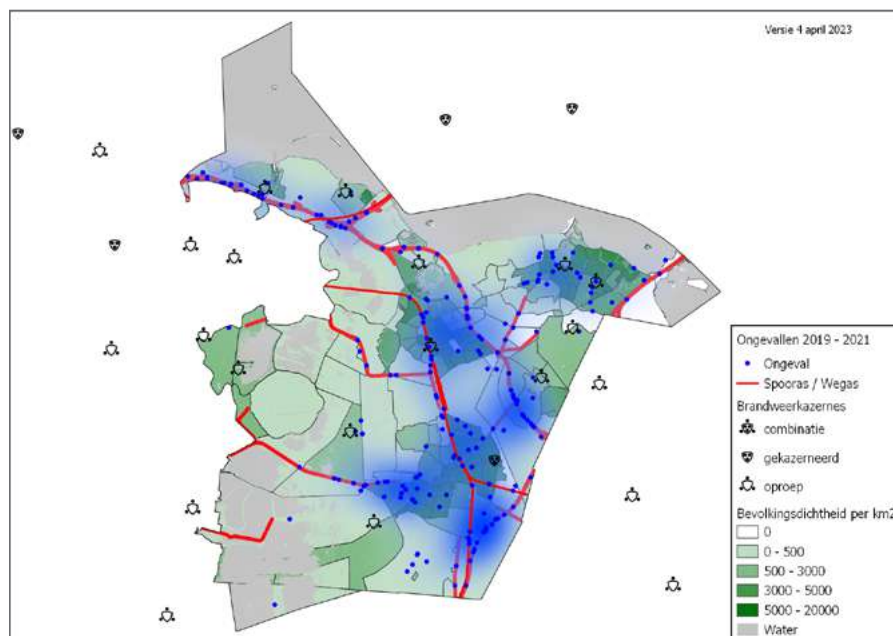 Versie 4 april 2023
Ongevallen 2019 - 2021
Ongeval
Spooras / Wegas
Brandweerkazernes
combinatie
gekazerneerd
oproep
Bevolkingsdichtheid per km2
0
0 - 500
500 - 3000
3000 - 5000
5000 - 20000
Water